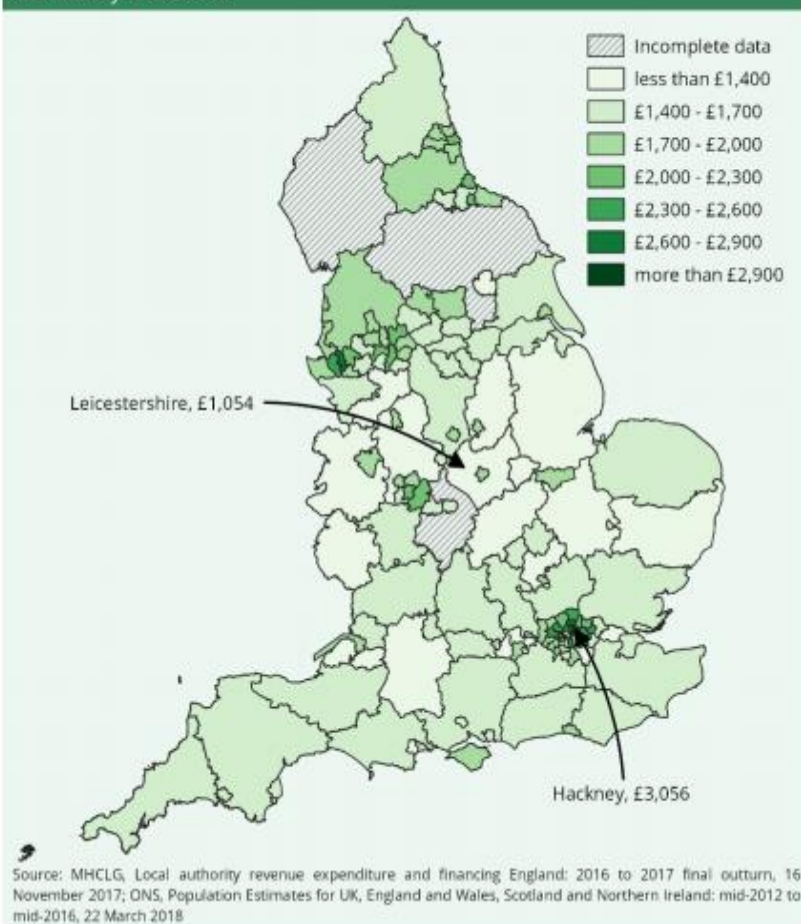 Incomplete data
less than £1,400
£1,400 - £1,700
£1,700 - £2,000
£2,000 - £2,300
£2,300 - £2,600
£2,600 - £2,900
more than £2,900
Leicestershire, £1,054
Hackney, £3,056
Source: MHCLG, Local authority revenue expenditure and financing England: 2016 to 2017 final outturn, 16
November 2017; ONS, Population Estimates for UK, England and Wales, Scotland and Northern Ireland: mid-2012 to
mid-2016, 22 March 2018